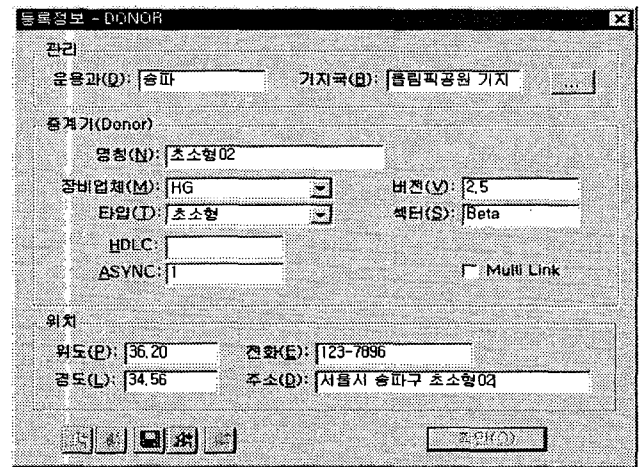 등록정보 - DONOR
관리
운용과(O): 송파
기지국(B): 올림픽공원 기지
...
중계기(Donor)
명칭(N): 초소형02
장비업체(M): HG
버전(V): 2.5
타입(T): 초소형
섹터(S): Beta
HDLC:
ASYNC: 1
Multi Link
위치
위도(P): 36.20
전화(E): 123-7896
경도(L): 34.56
주소(D): 서울시 송파구 초소형02
확인(O)